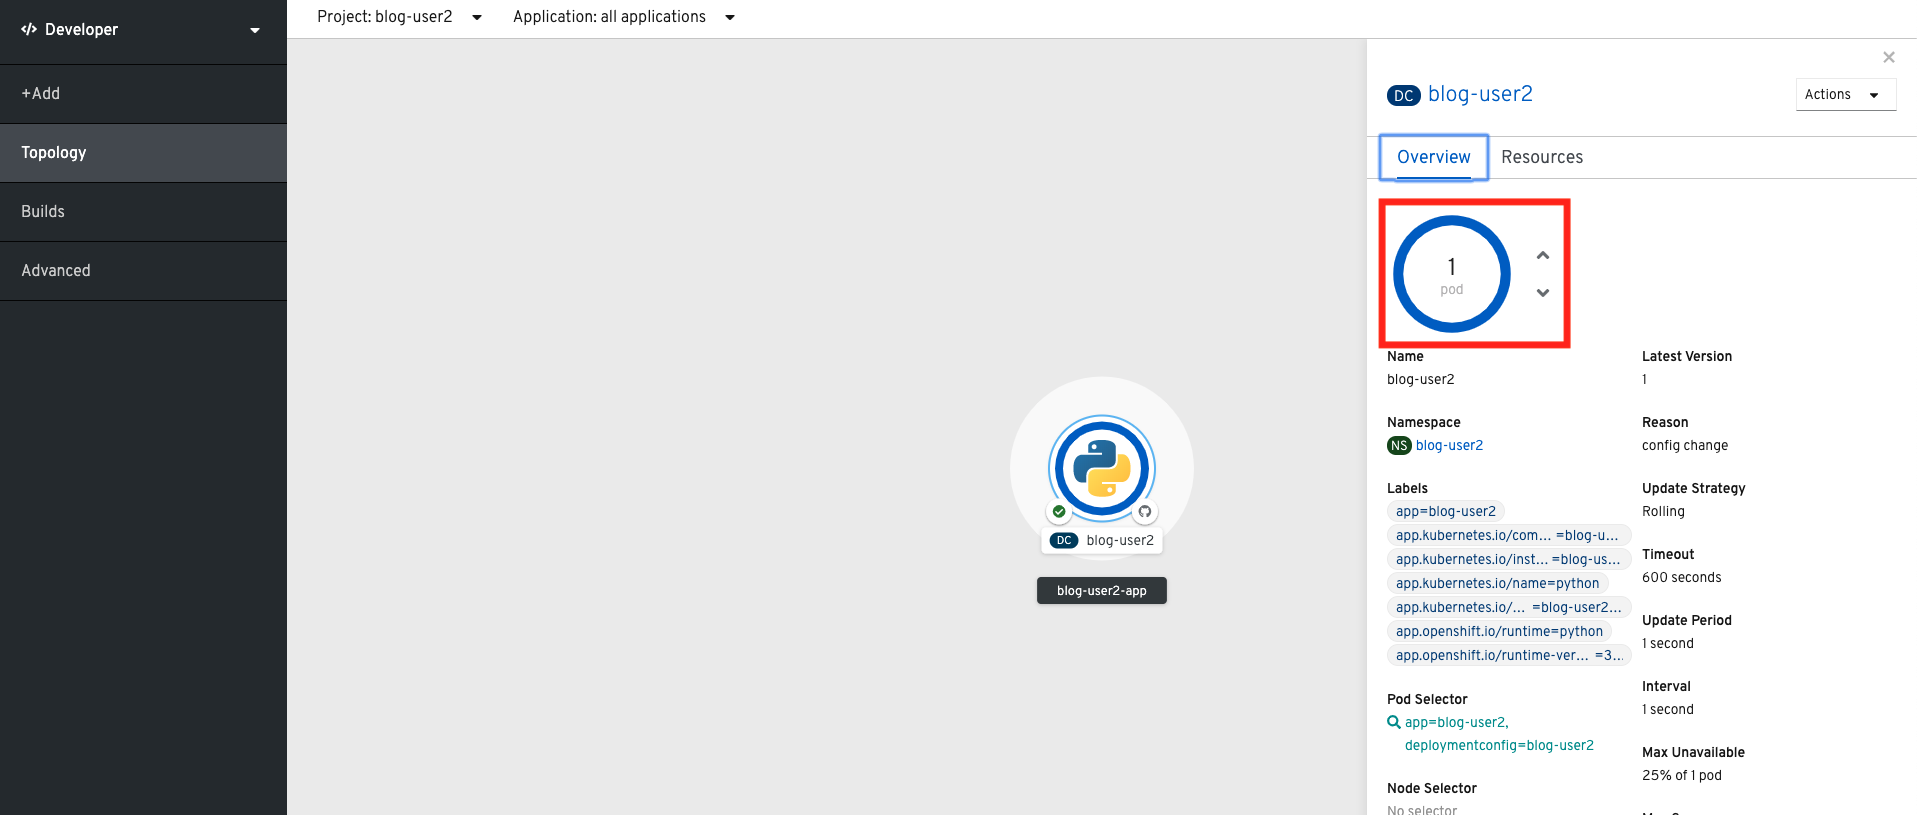 Developer
Project: blog-user2
Application: all applications
+Add
Topology
Builds
Advanced
DC blog-user2
Actions
Overview
Resources
1
pod
Name
blog-user2
Namespace
NS blog-user2
Labels
app=blog-user2
app.kubernetes.io/com... =blog-u...
app.kubernetes.io/inst... =blog-us...
app.kubernetes.io/name=python
app.kubernetes.io/... =blog-user2...
app.openshift.io/runtime=python
app.openshift.io/runtime-ver... =3...
Pod Selector
app=blog-user2,
deploymentconfig=blog-user2
Node Selector
No selector
Latest Version
1
Reason
config change
Update Strategy
Rolling
Timeout
600 seconds
Update Period
1 second
Interval
1 second
Max Unavailable
25% of 1 pod
DC blog-user2
blog-user2-app